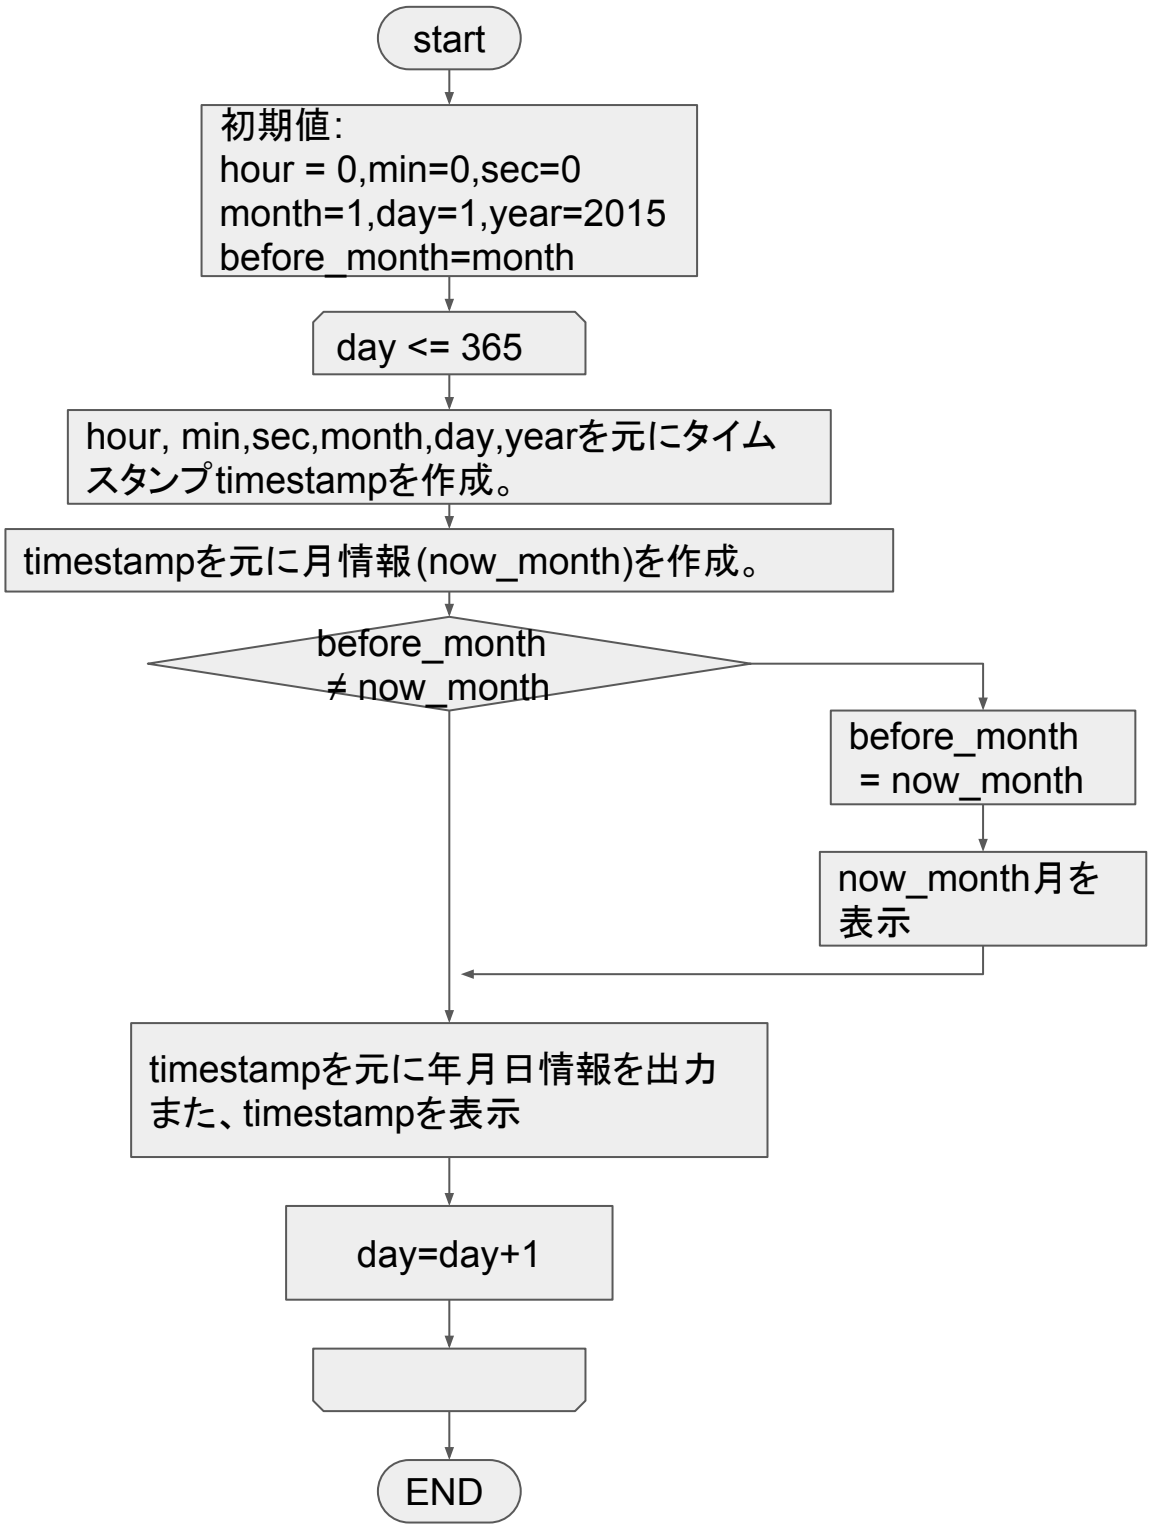 start
初期値:
hour = 0,min=0,sec=0
month=1,day=1,year=2015
before_month=month
day <= 365
hour, min,sec,month,day,yearを元にタイム
スタンプtimestampを作成。
timestampを元に月情報(now_month)を作成。
before_month
≠ now_month
before_month
= now_month
now_month月を
表示
timestampを元に年月日情報を出力
また、timestampを表示
day=day+1
END